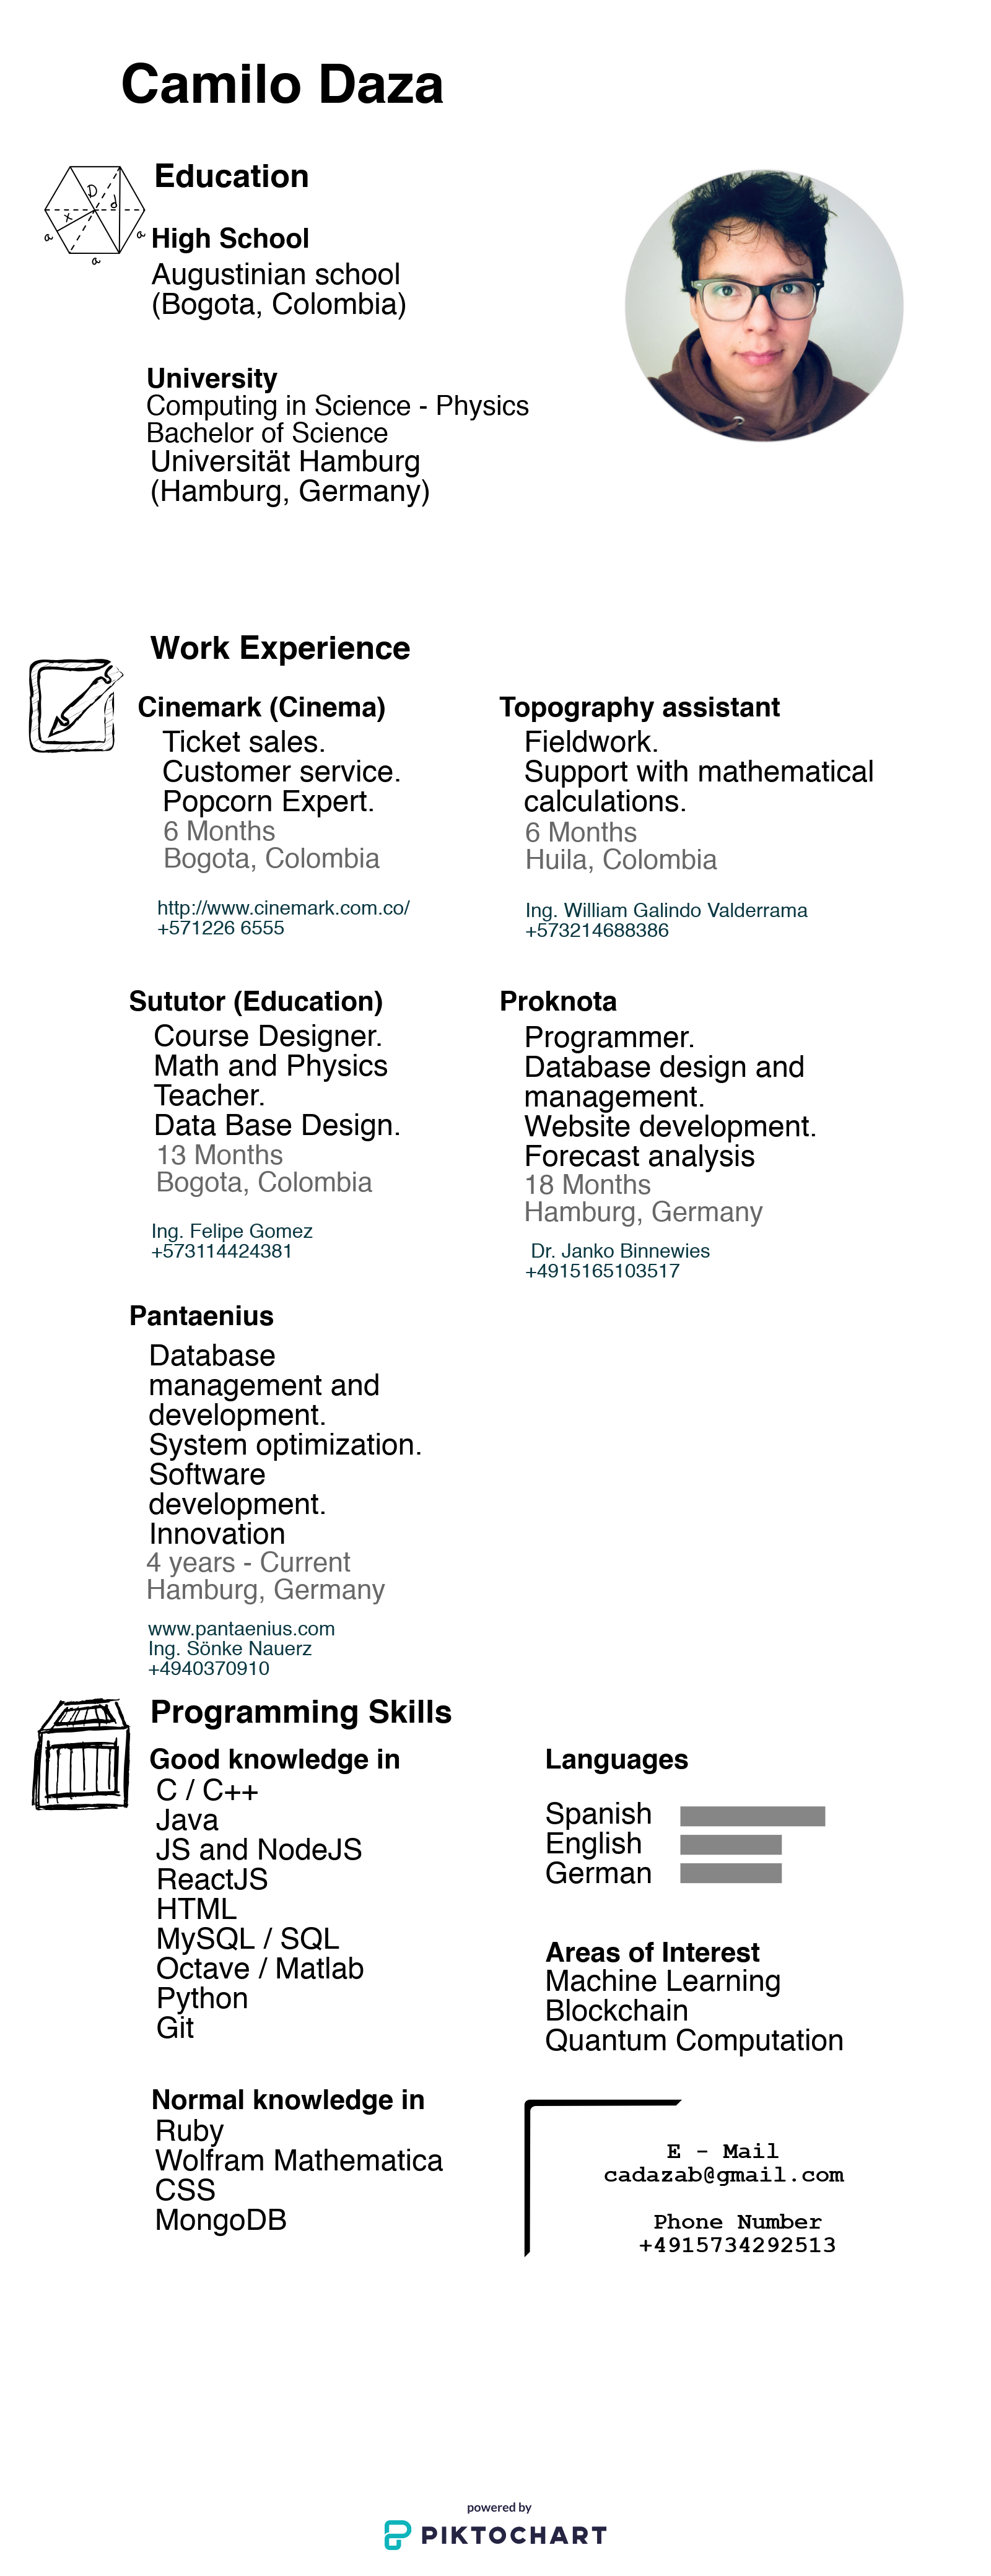 Camilo Daza
Education
D
d
x
a
a
a
High School
Augustinian school
(Bogota, Colombia)
University
Computing in Science - Physics
Bachelor of Science
Universität Hamburg
(Hamburg, Germany)
Work Experience
Cinemark (Cinema)
Ticket sales.
Customer service.
Popcorn Expert.
6 Months
Bogota, Colombia
http://www.cinemark.com.co/
+571226 6555
Topography assistant
Fieldwork.
Support with mathematical
calculations.
6 Months
Huila, Colombia
Ing. William Galindo Valderrama
+573214688386
Sututor (Education)
Course Designer.
Math and Physics
Teacher.
Data Base Design.
13 Months
Bogota, Colombia
Ing. Felipe Gomez
+573114424381
Proknota
Programmer.
Database design and
management.
Website development.
Forecast analysis
18 Months
Hamburg, Germany
Dr. Janko Binnewies
+4915165103517
Pantaenius
Database
management and
development.
System optimization.
Software
development.
Innovation
4 years - Current
Hamburg, Germany
www.pantaenius.com
Ing. Sönke Nauerz
+4940370910
Programming Skills
Good knowledge in
C / C++
Java
JS and NodeJS
ReactJS
HTML
MySQL / SQL
Octave / Matlab
Python
Git
Normal knowledge in
Ruby
Wolfram Mathematica
CSS
MongoDB
Languages
Spanish
English
German
Areas of Interest
Machine Learning
Blockchain
Quantum Computation
E - Mail
cadazab@gmail.com
Phone Number
+4915734292513
powered by
PIKTOCHART